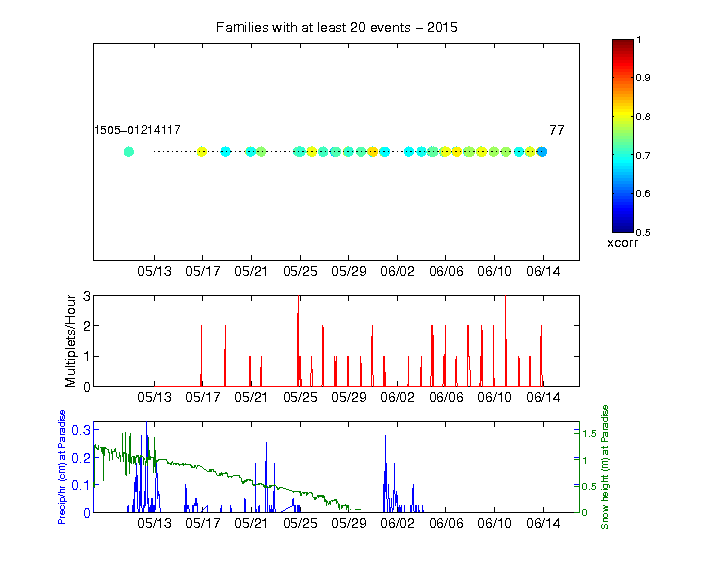 Families with at least 20 events − 2015
1505−01214117
77
05/13 05/17 05/21 05/25 05/29 06/02 06/06 06/10 06/14
1
0.9
0.8
0.7
0.6
0.5
xcorr
Multiplets/Hour
3
2
1
0
05/13 05/17 05/21 05/25 05/29 06/02 06/06 06/10 06/14
Precip/hr (cm) at Paradise
0.3
0.2
0.1
0
1.5
1
0.5
0
Snow height (m) at Paradise
05/13 05/17 05/21 05/25 05/29 06/02 06/06 06/10 06/14